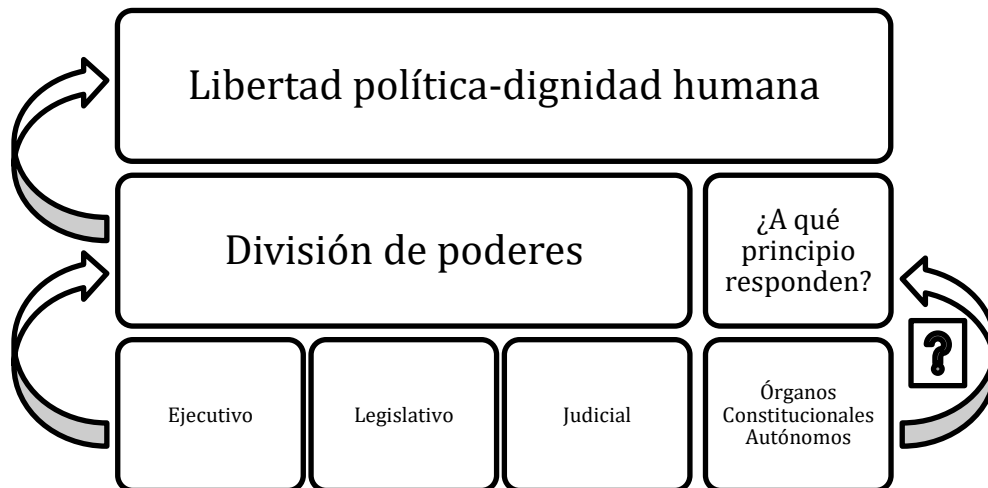 Libertad política-dignidad humana
División de poderes
¿A qué
principio
responden?
?
Ejecutivo
Legislativo
Judicial
Órganos
Constitucionales
Autónomos